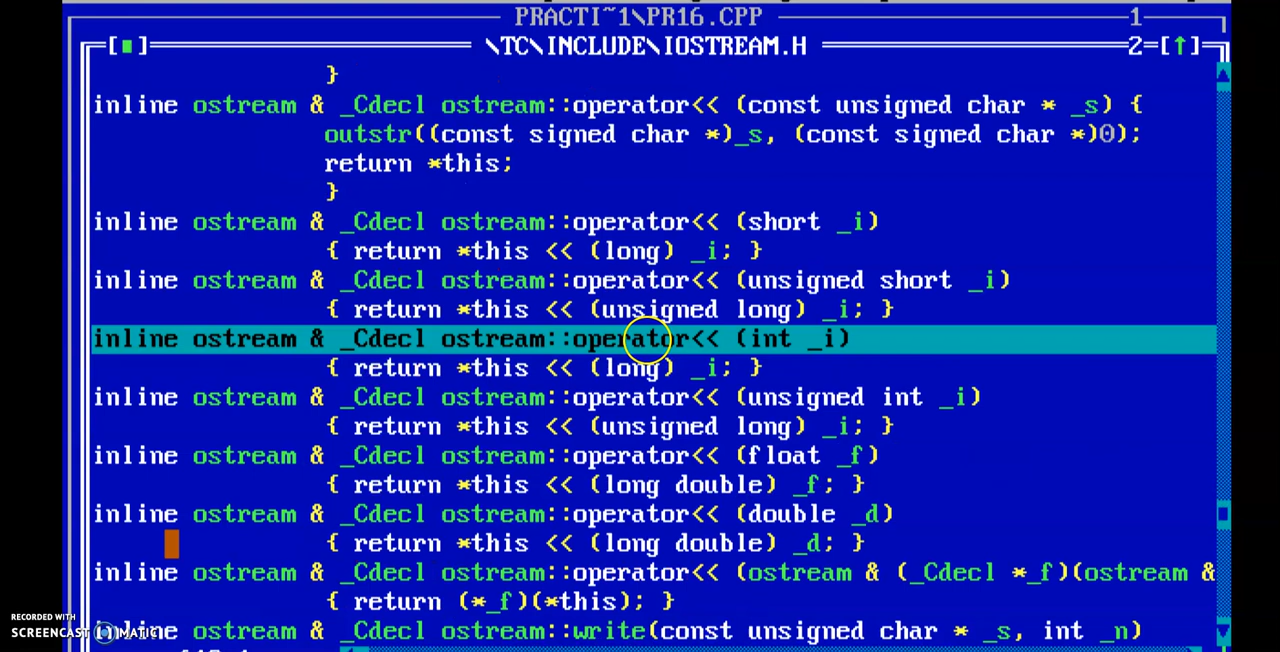 PRACTI~1\PR16.CPP 1
[■] \TC\INCLUDE\IOSTREAM.H 2=[↑]
}
inline ostream & _Cdecl ostream::operator<< (const unsigned char * _s) {
outstr((const signed char *)_s, (const signed char *)0);
return *this;
}
inline ostream & _Cdecl ostream::operator<< (short _i)
{ return *this << (long) _i; }
inline ostream & _Cdecl ostream::operator<< (unsigned short _i)
{ return *this << (unsigned long) _i; }
inline ostream & _Cdecl ostream::operator<< (int _i)
{ return *this << (long) _i; }
inline ostream & _Cdecl ostream::operator<< (unsigned int _i)
{ return *this << (unsigned long) _i; }
inline ostream & _Cdecl ostream::operator<< (float _f)
{ return *this << (long double) _f; }
inline ostream & _Cdecl ostream::operator<< (double _d)
{ return *this << (long double) _d; }
inline ostream & _Cdecl ostream::operator<< (ostream & (_Cdecl *_f)(ostream &
{ return (*_f)(*this); }
inline ostream & _Cdecl ostream::write(const unsigned char * _s, int _n)
RECORDED WITH
SCREENCAST-O-MATIC